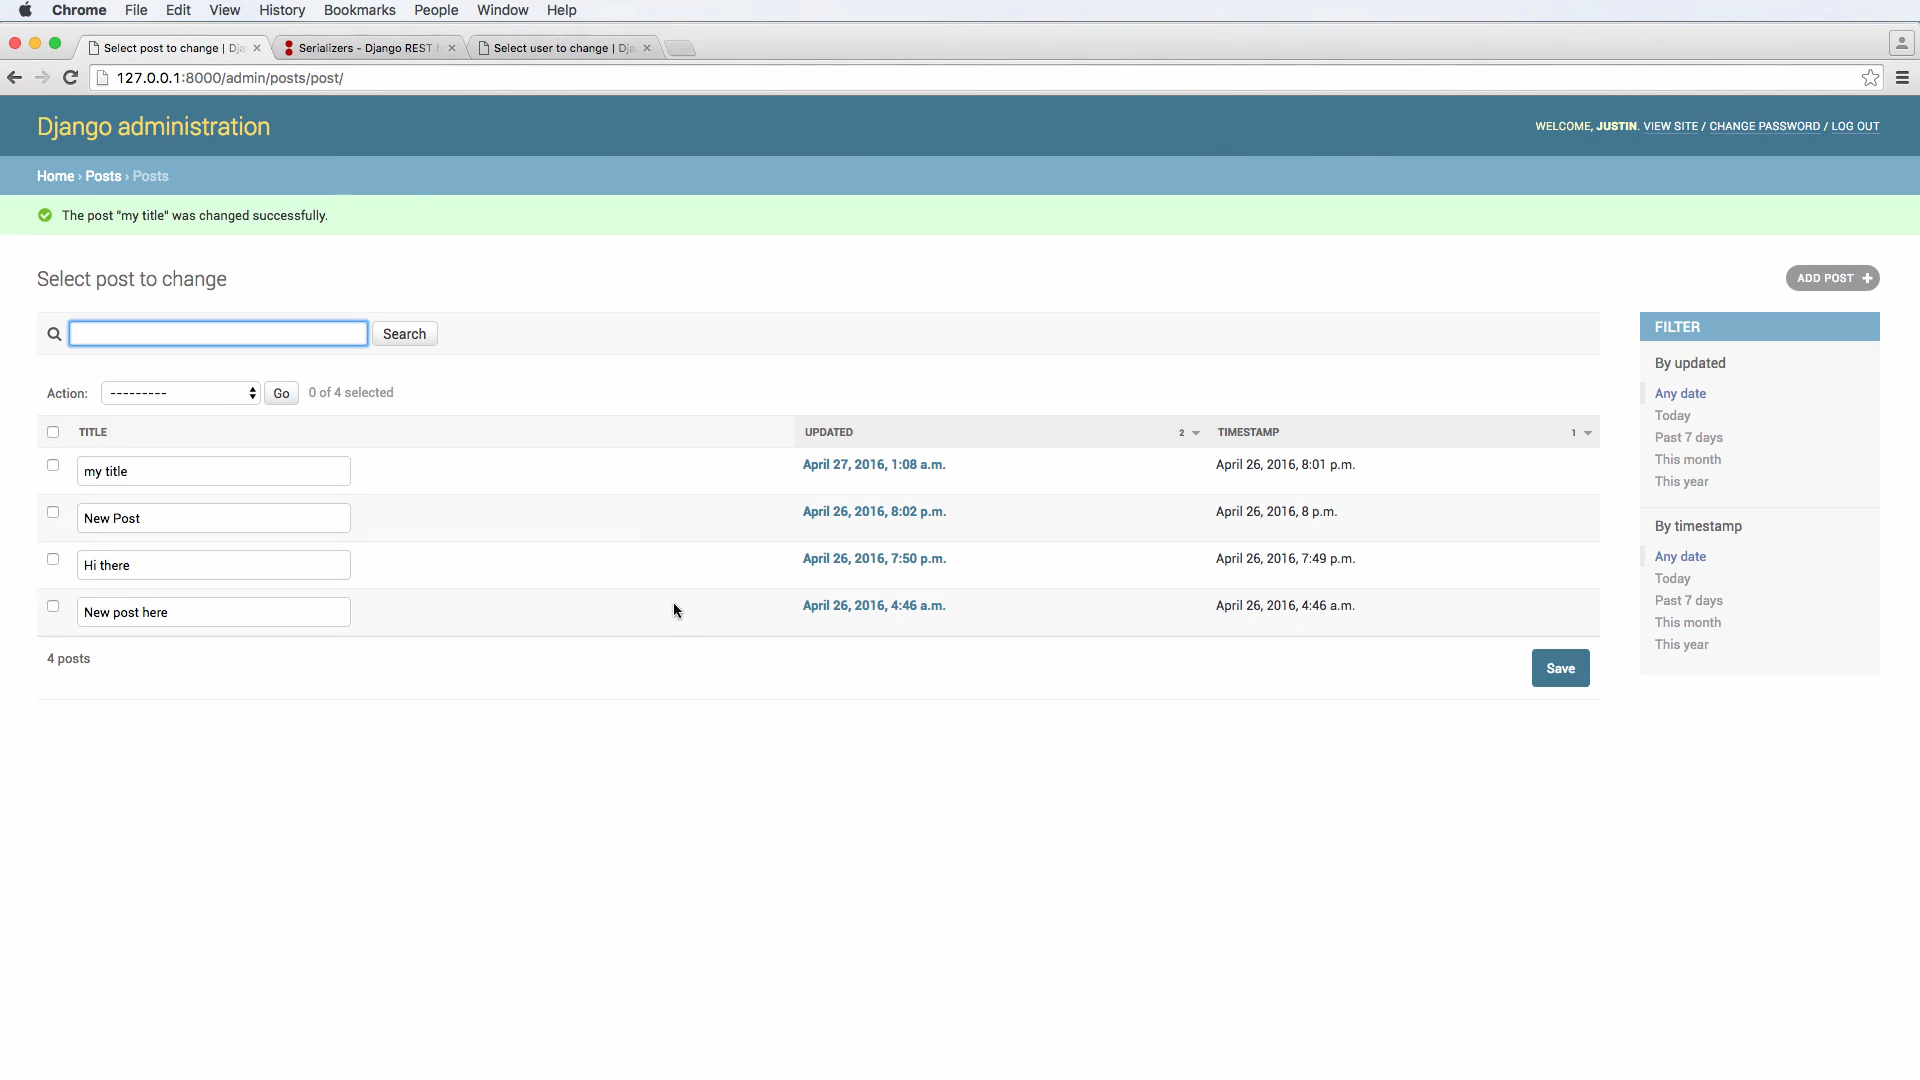 Chrome File Edit View History Bookmarks People Window Help
Select post to change | Dja
Serializers - Django REST f
Select user to change | Dja
127.0.0.1:8000/admin/posts/post/
Django administration
WELCOME, JUSTIN. VIEW SITE / CHANGE PASSWORD / LOG OUT
Home › Posts › Posts
The post "my title" was changed successfully.
Select post to change
ADD POST +
Search
Action: --------- Go 0 of 4 selected
TITLE UPDATED 2 TIMESTAMP 1
my title April 27, 2016, 1:08 a.m. April 26, 2016, 8:01 p.m.
New Post April 26, 2016, 8:02 p.m. April 26, 2016, 8 p.m.
Hi there April 26, 2016, 7:50 p.m. April 26, 2016, 7:49 p.m.
New post here April 26, 2016, 4:46 a.m. April 26, 2016, 4:46 a.m.
4 posts
Save
FILTER
By updated
Any date
Today
Past 7 days
This month
This year
By timestamp
Any date
Today
Past 7 days
This month
This year